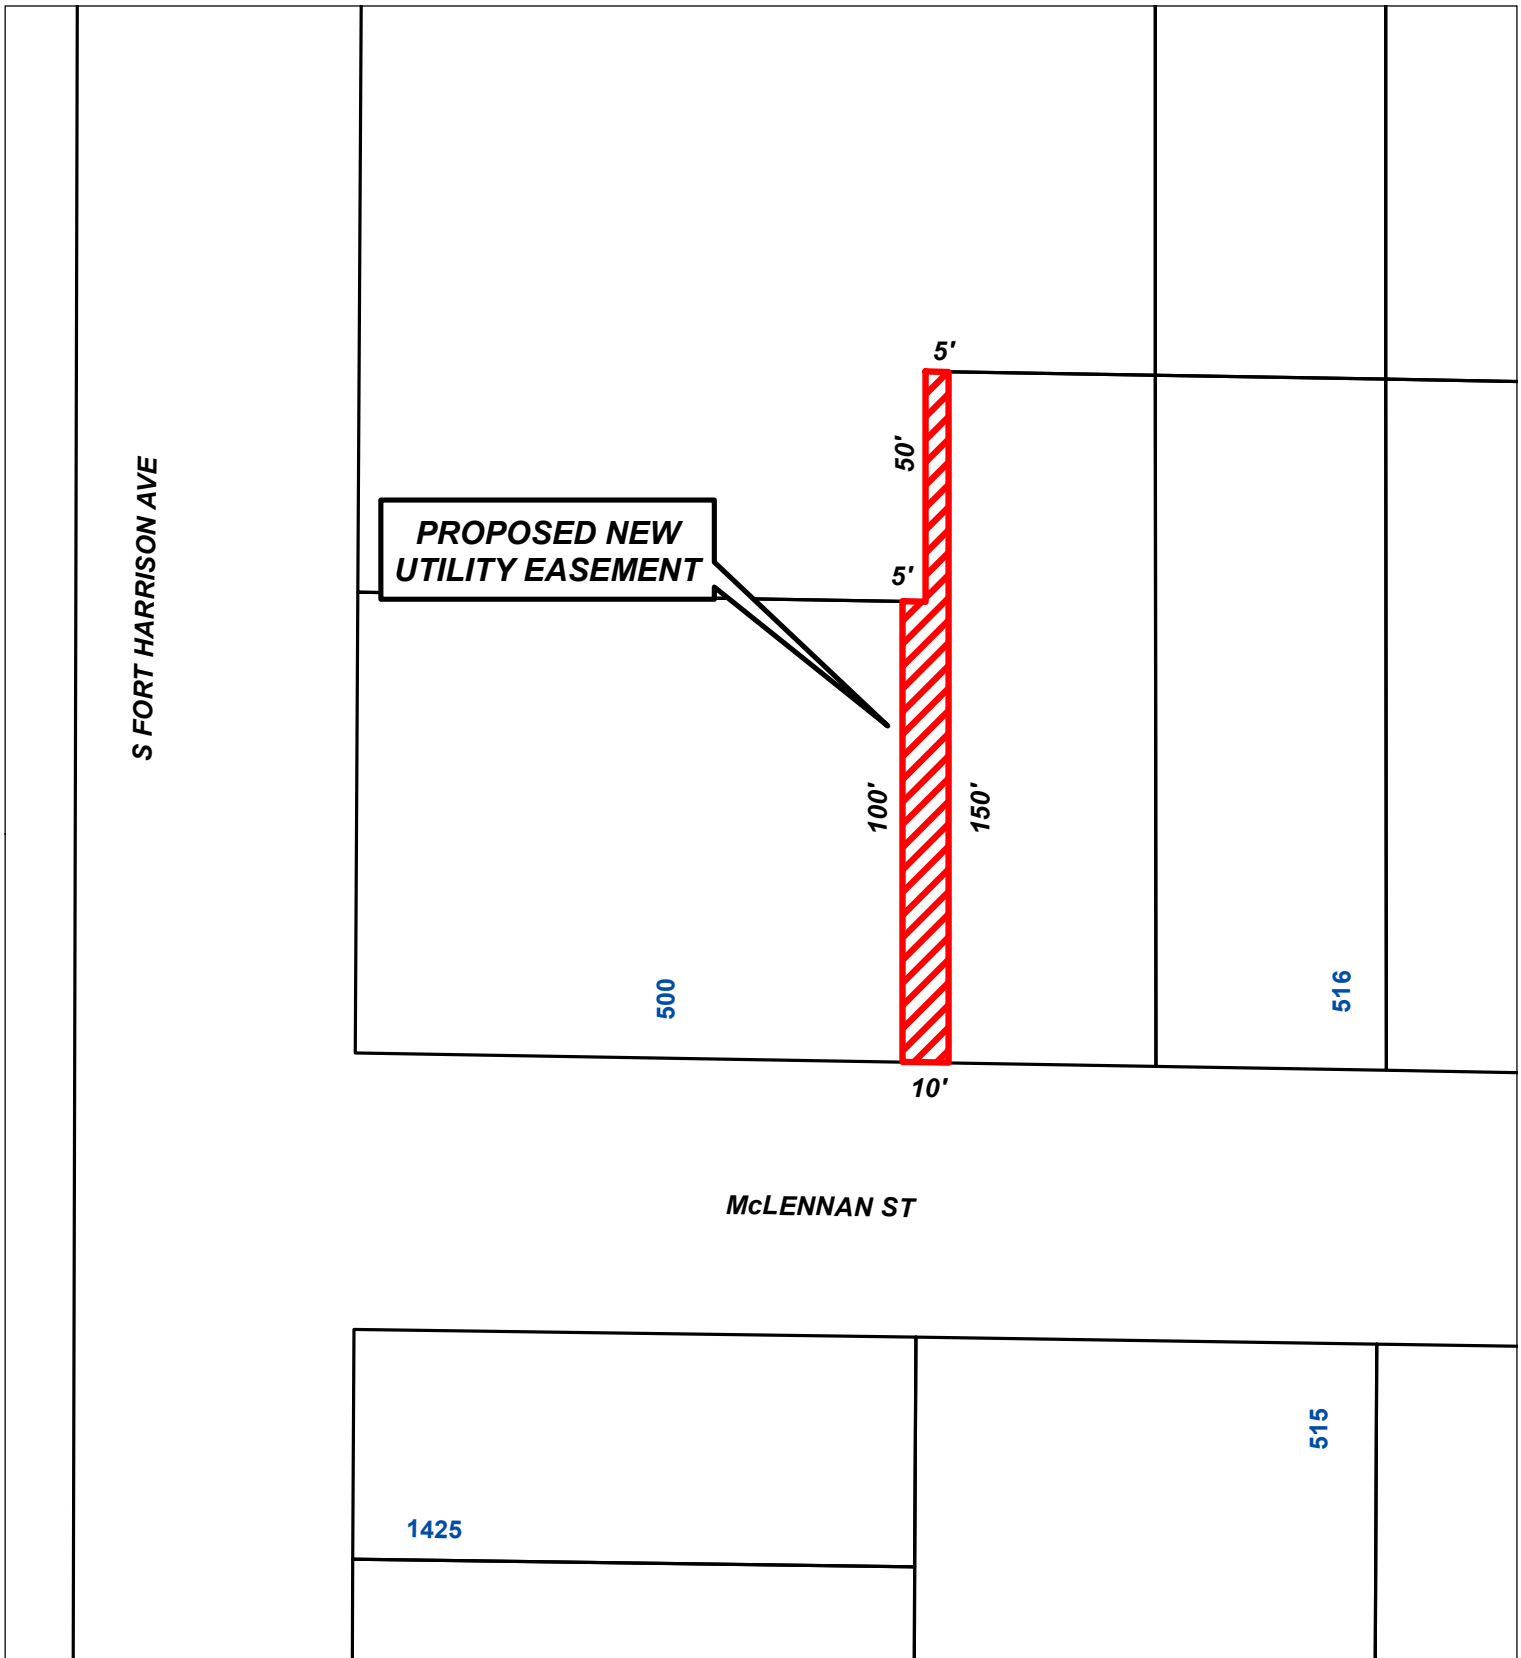 5'
50'
S FORT HARRISON AVE
PROPOSED NEW
UTILITY EASEMENT
5'
100'
150'
500
516
10'
McLENNAN ST
515
1425